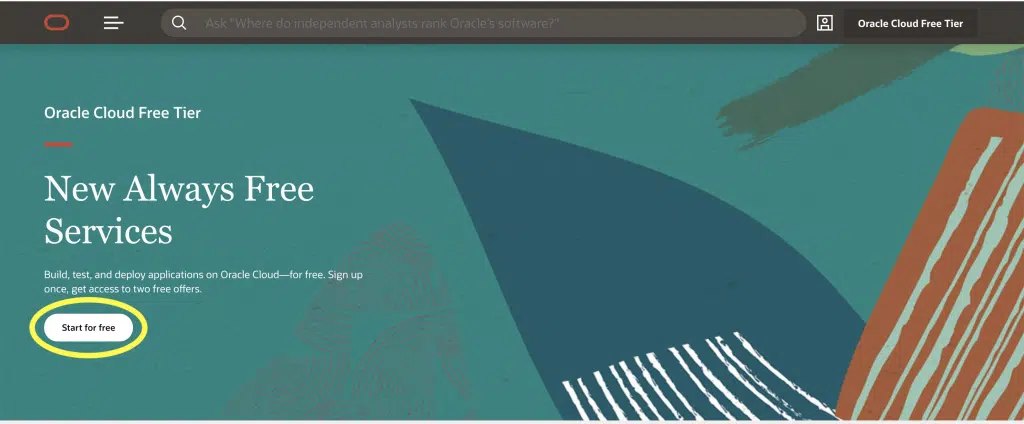 Ask "Where do independent analysts rank Oracle's software?"
Oracle Cloud Free Tier
Oracle Cloud Free Tier
New Always Free
Services
Build, test, and deploy applications on Oracle Cloud—for free. Sign up
once, get access to two free offers.
Start for free